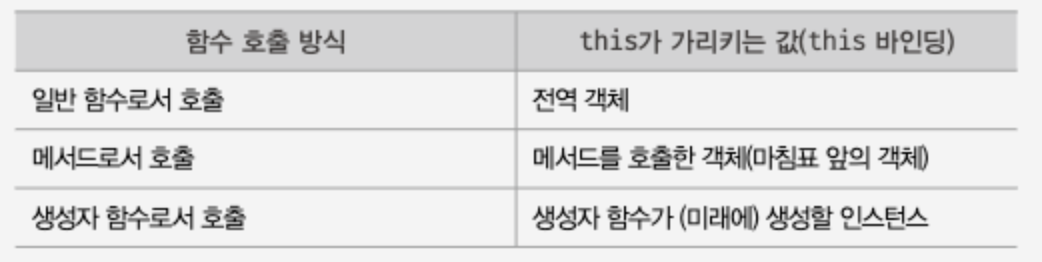 함수 호출 방식 this가 가리키는 값(this 바인딩)
일반 함수로서 호출 전역 객체
메서드로서 호출 메서드를 호출한 객체(마침표 앞의 객체)
생성자 함수로서 호출 생성자 함수가 (미래에) 생성할 인스턴스